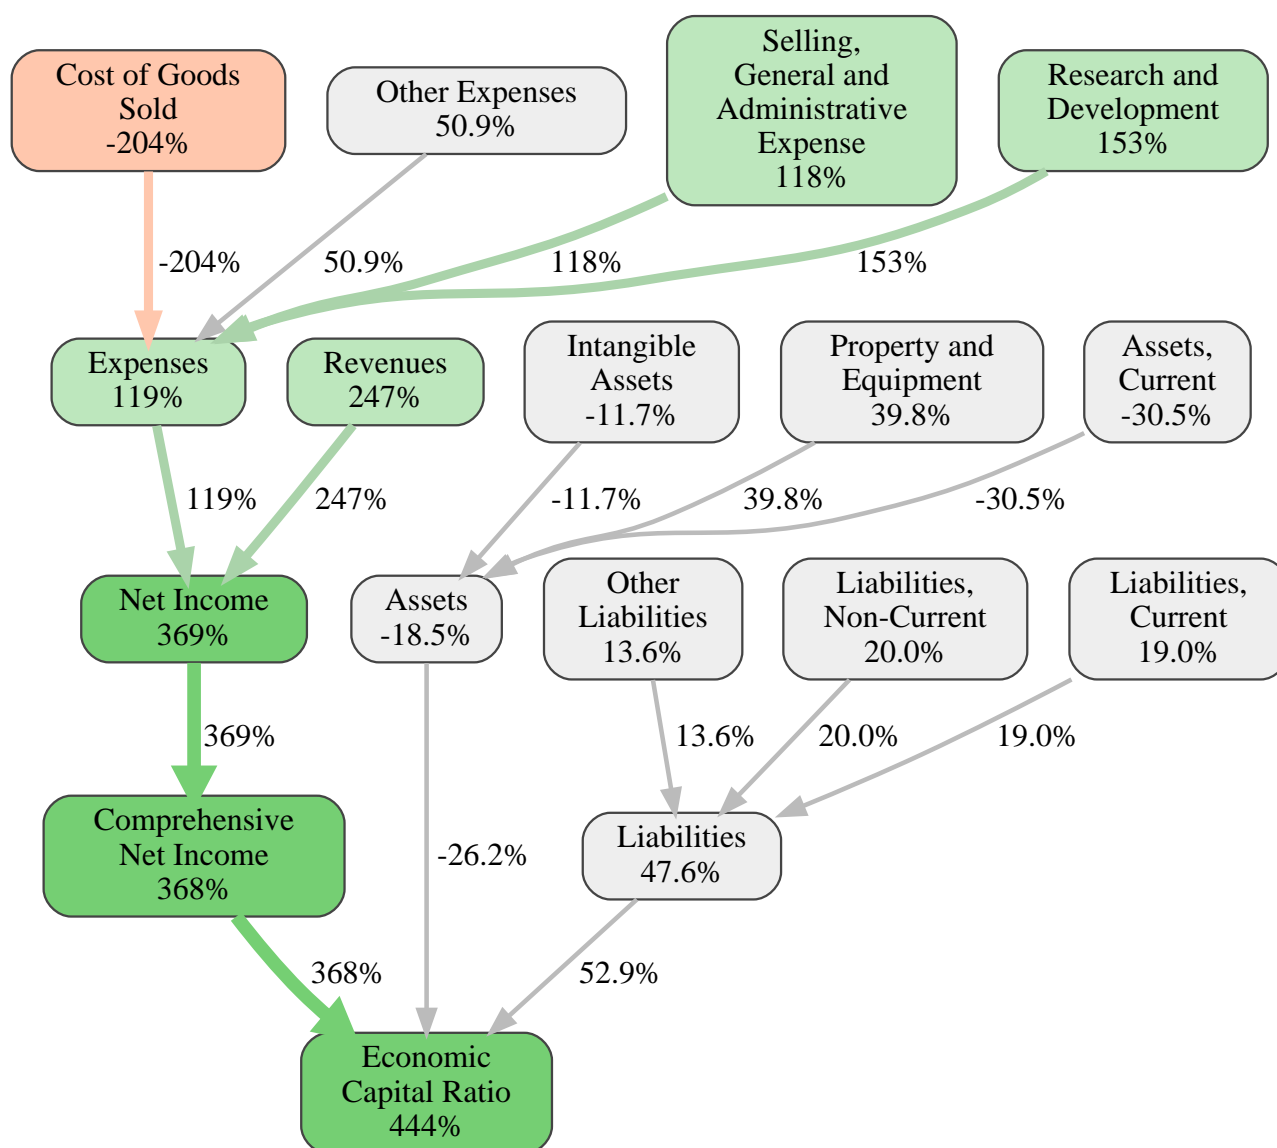 Cost of Goods
Sold
-204%
Other Expenses
50.9%
Selling,
General and
Administrative
Expense
118%
Research and
Development
153%
-204%
50.9%
118%
153%
Expenses
119%
Revenues
247%
Intangible
Assets
-11.7%
Property and
Equipment
39.8%
Assets,
Current
-30.5%
119%
247%
-11.7%
39.8%
-30.5%
Net Income
369%
Assets
-18.5%
Other
Liabilities
13.6%
Liabilities,
Non-Current
20.0%
Liabilities,
Current
19.0%
369%
13.6%
20.0%
19.0%
Comprehensive
Net Income
368%
-26.2%
Liabilities
47.6%
368%
52.9%
Economic
Capital Ratio
444%